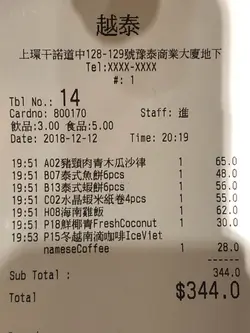 越泰
上環干諾道中128-129號豫泰商業大廈地下
Tel:XXXX-XXXX
#: 1
Tbl No.: 14
Cardno: 800170 Staff: 進
飲品:3.00 食品:5.00
Date: 2018-12-12 Time: 20:19
19:51 A02豬頸肉青木瓜沙律 1 65.0
19:51 B07泰式魚餅6pcs 1 48.0
19:51 B13泰式蝦餅6pcs 1 56.0
19:51 C02水晶蝦米紙卷4pcs 1 55.0
19:51 H08海南雞飯 1 62.0
19:51 P18鮮椰青FreshCoconut 1 30.0
19:53 P15冬越南滴咖啡IceViet
nameseCoffee 1 28.0
Sub Total : 344.0
Total $344.0